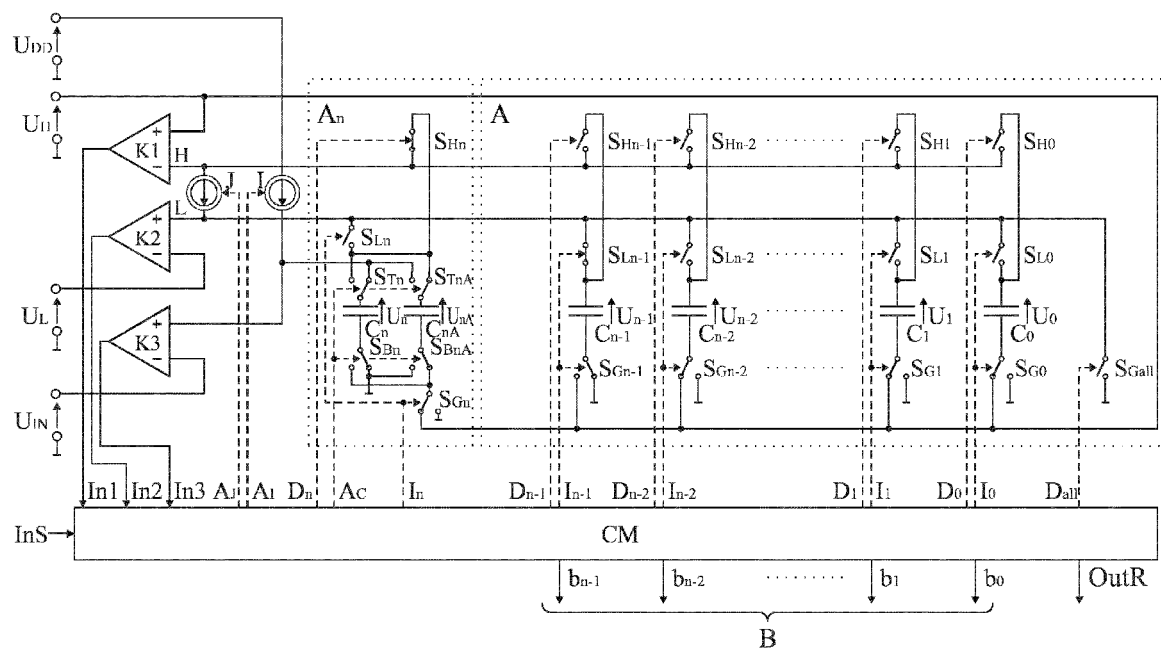 UDD
UH
UL
UIN
K1
K2
K3
H
L
J
I
An
A
SHn
SHn-1
SHn-2
SH1
SH0
SLn
SLn-1
SLn-2
SL1
SL0
STn
STnA
Un
UnA
Un-1
Un-2
U1
U0
Cn
CnA
Cn-1
Cn-2
C1
C0
SBn
SBnA
SGn
SGn-1
SGn-2
SG1
SG0
SGall
In1
In2
In3
AJ
AI
Dn
AC
In
Dn-1
In-1
Dn-2
In-2
D1
I1
D0
I0
Dall
InS
CM
bn-1
bn-2
b1
b0
OutR
B